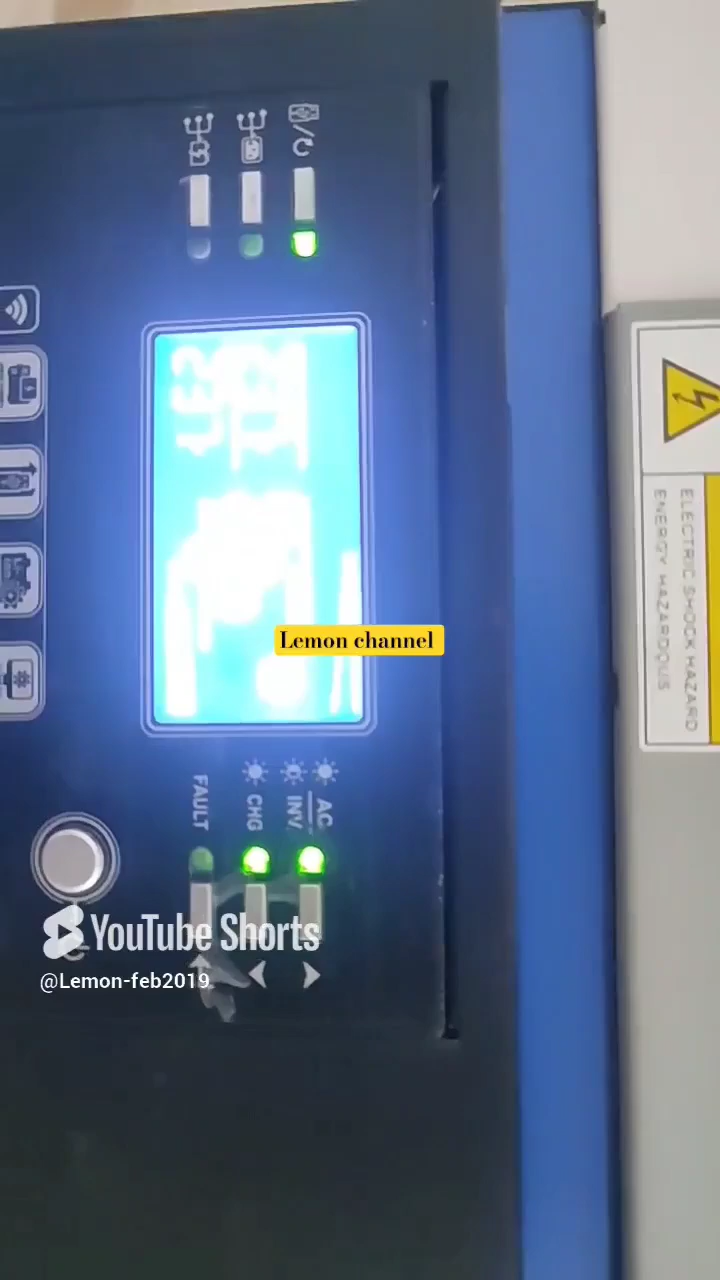 Lemon channel
AC
INV
CHG
FAULT
ELECTRIC SHOCK HAZARD
ENERGY HAZARDOUS
YouTube Shorts
@Lemon-feb2019